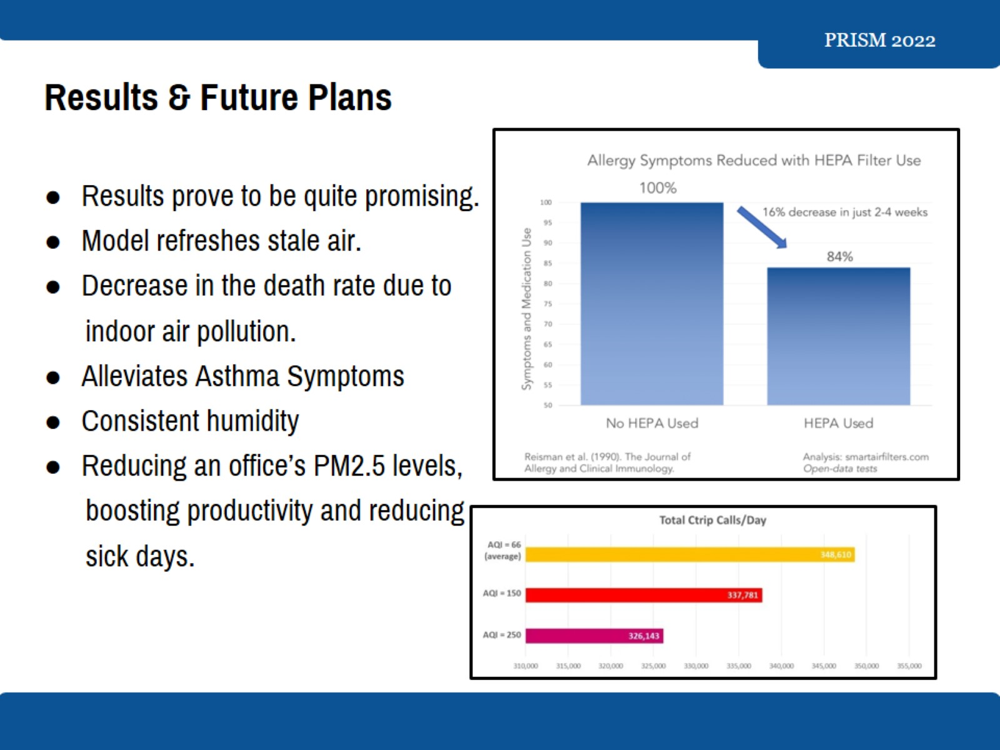 PRISM 2022
Results & Future Plans
● Results prove to be quite promising.
● Model refreshes stale air.
● Decrease in the death rate due to
indoor air pollution.
● Alleviates Asthma Symptoms
● Consistent humidity
● Reducing an office’s PM2.5 levels,
boosting productivity and reducing
sick days.
Allergy Symptoms Reduced with HEPA Filter Use
100%
16% decrease in just 2-4 weeks
84%
Symptoms and Medication Use
100
95
90
85
80
75
70
65
60
55
50
No HEPA Used
HEPA Used
Reisman et al. (1990). The Journal of
Allergy and Clinical Immunology.
Analysis: smartairfilters.com
Open-data tests
Total Ctrip Calls/Day
AQI = 66
(average)
348,610
AQI = 150
337,781
AQI = 250
326,143
310,000 315,000 320,000 325,000 330,000 335,000 340,000 345,000 350,000 355,000